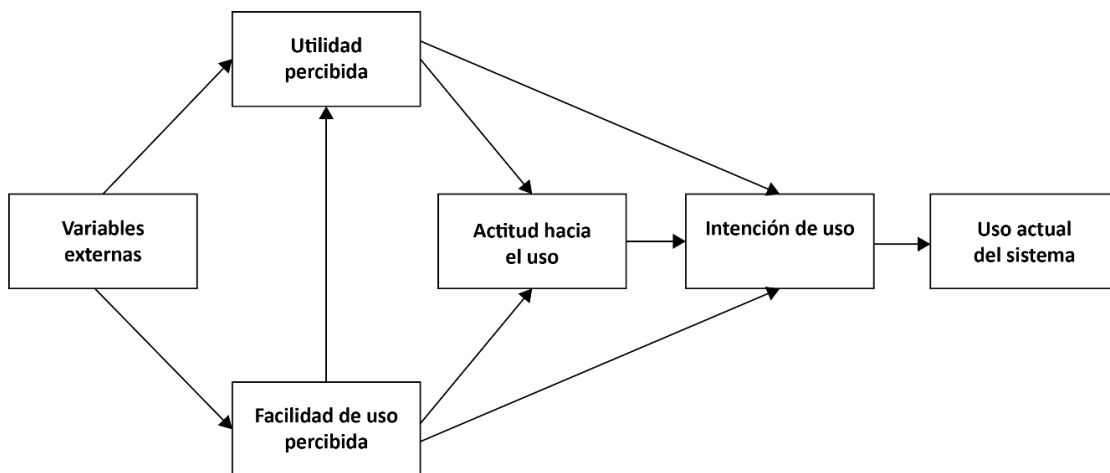 Utilidad
percibida
Variables
externas
Actitud hacia
el uso
Intención de uso
Uso actual
del sistema
Facilidad de uso
percibida